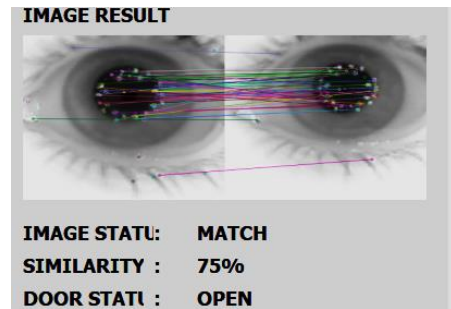 IMAGE RESULT
IMAGE STATU: MATCH
SIMILARITY : 75%
DOOR STATU : OPEN